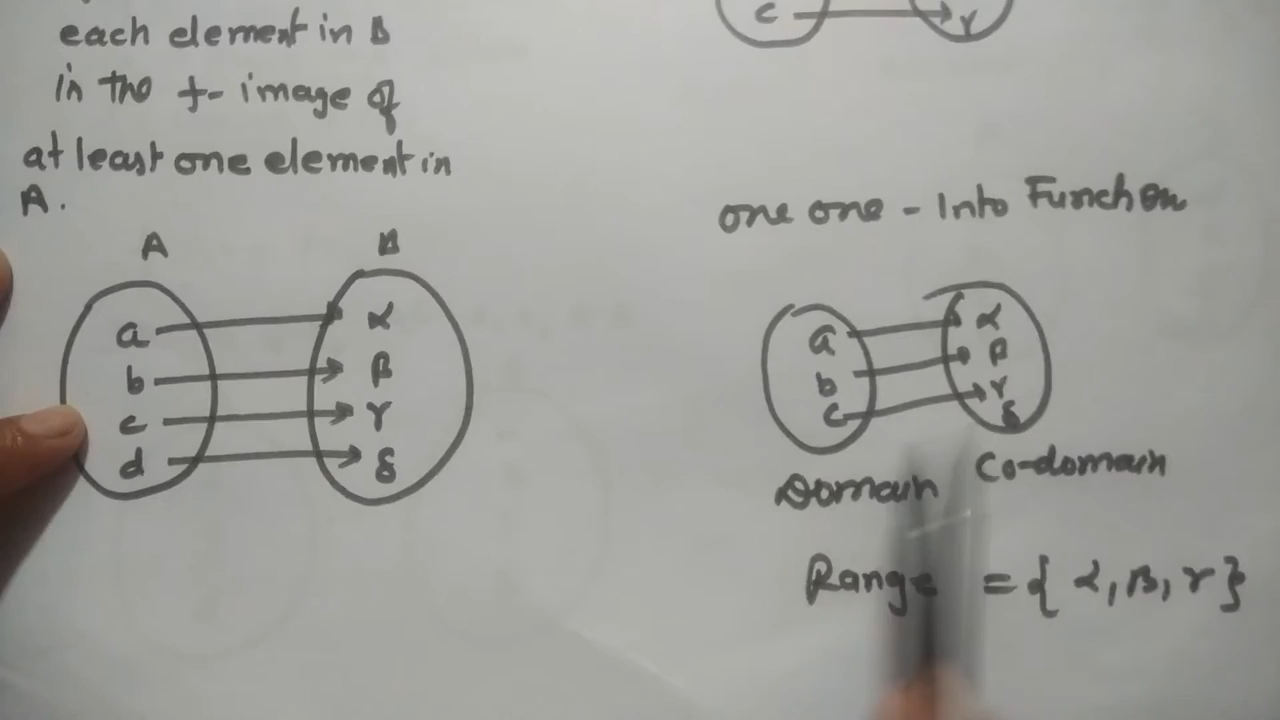 each element in B
in the f- image of
at least one element in
A.
A B
a α
b β
c γ
d δ
c γ
one one - Into Function
a α
b β
c γ
δ
Domain Co-domain
Range = { α, β, γ }